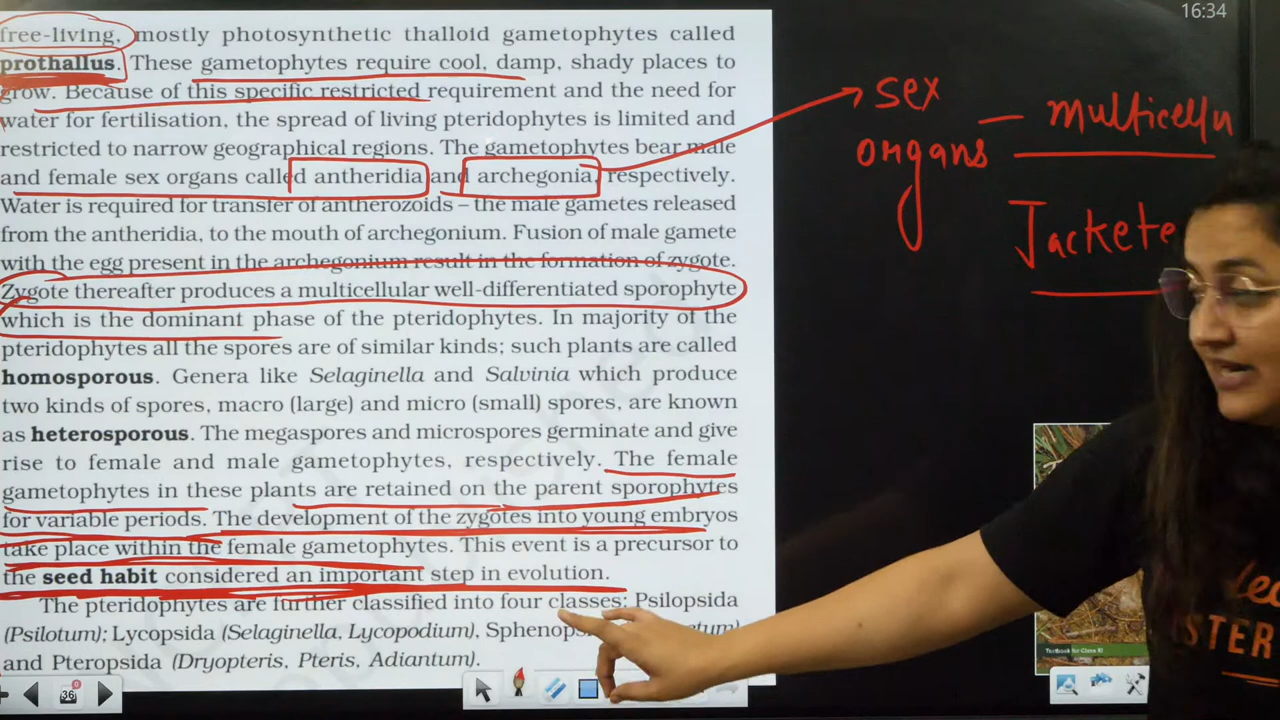 16:34
free-living, mostly photosynthetic thalloid gametophytes called
prothallus. These gametophytes require cool, damp, shady places to
grow. Because of this specific restricted requirement and the need for
water for fertilisation, the spread of living pteridophytes is limited and
restricted to narrow geographical regions. The gametophytes bear male
and female sex organs called antheridia and archegonia, respectively.
Water is required for transfer of antherozoids – the male gametes released
from the antheridia, to the mouth of archegonium. Fusion of male gamete
with the egg present in the archegonium result in the formation of zygote.
Zygote thereafter produces a multicellular well-differentiated sporophyte
which is the dominant phase of the pteridophytes. In majority of the
pteridophytes all the spores are of similar kinds; such plants are called
homosporous. Genera like Selaginella and Salvinia which produce
two kinds of spores, macro (large) and micro (small) spores, are known
as heterosporous. The megaspores and microspores germinate and give
rise to female and male gametophytes, respectively. The female
gametophytes in these plants are retained on the parent sporophytes
for variable periods. The development of the zygotes into young embryos
take place within the female gametophytes. This event is a precursor to
the seed habit considered an important step in evolution.
The pteridophytes are further classified into four classes: Psilopsida
(Psilotum); Lycopsida (Selaginella, Lycopodium), Sphenops
and Pteropsida (Dryopteris, Pteris, Adiantum).
sex
organs – multicellu
Jackete
36
Textbook for Class XI